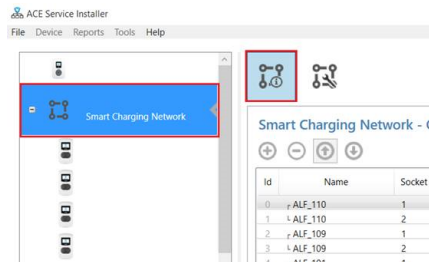 ACE Service Installer
File Device Reports Tools Help
Smart Charging Network
Smart Charging Network -
Id Name Socket
0 ALF_110 1
1 ALF_110 2
2 ALF_109 1
3 ALF_109 2